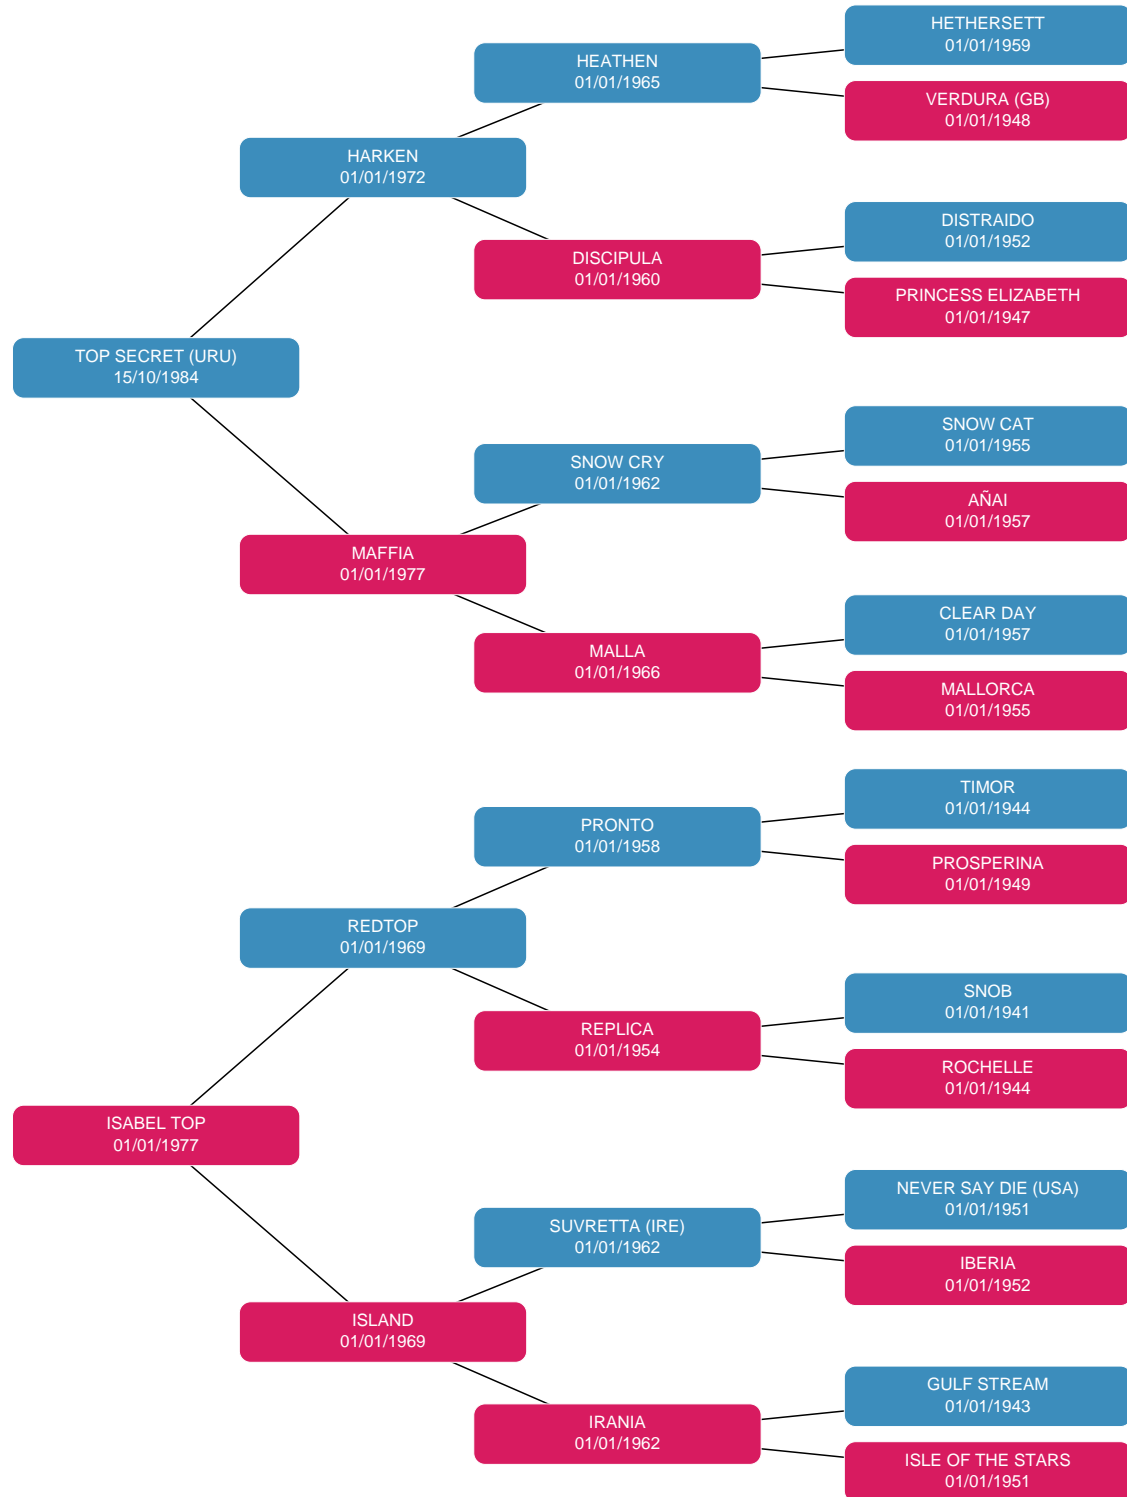 HETHERSETT
01/01/1959
HEATHEN
01/01/1965
VERDURA (GB)
01/01/1948
HARKEN
01/01/1972
DISTRAIDO
01/01/1952
DISCIPULA
01/01/1960
PRINCESS ELIZABETH
01/01/1947
TOP SECRET (URU)
15/10/1984
SNOW CAT
01/01/1955
SNOW CRY
01/01/1962
AÑAI
01/01/1957
MAFFIA
01/01/1977
CLEAR DAY
01/01/1957
MALLA
01/01/1966
MALLORCA
01/01/1955
TIMOR
01/01/1944
PRONTO
01/01/1958
PROSPERINA
01/01/1949
REDTOP
01/01/1969
SNOB
01/01/1941
REPLICA
01/01/1954
ROCHELLE
01/01/1944
ISABEL TOP
01/01/1977
NEVER SAY DIE (USA)
01/01/1951
SUVRETTA (IRE)
01/01/1962
IBERIA
01/01/1952
ISLAND
01/01/1969
GULF STREAM
01/01/1943
IRANIA
01/01/1962
ISLE OF THE STARS
01/01/1951